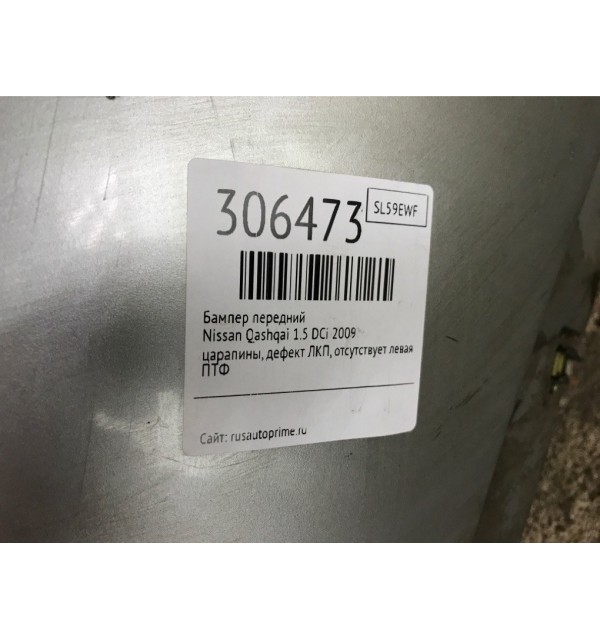 306473
SL59EWF
Бампер передний
Nissan Qashqai 1.5 DCi 2009
царапины, дефект ЛКП, отсутствует левая
ПТФ
Сайт: rusautoprime.ru